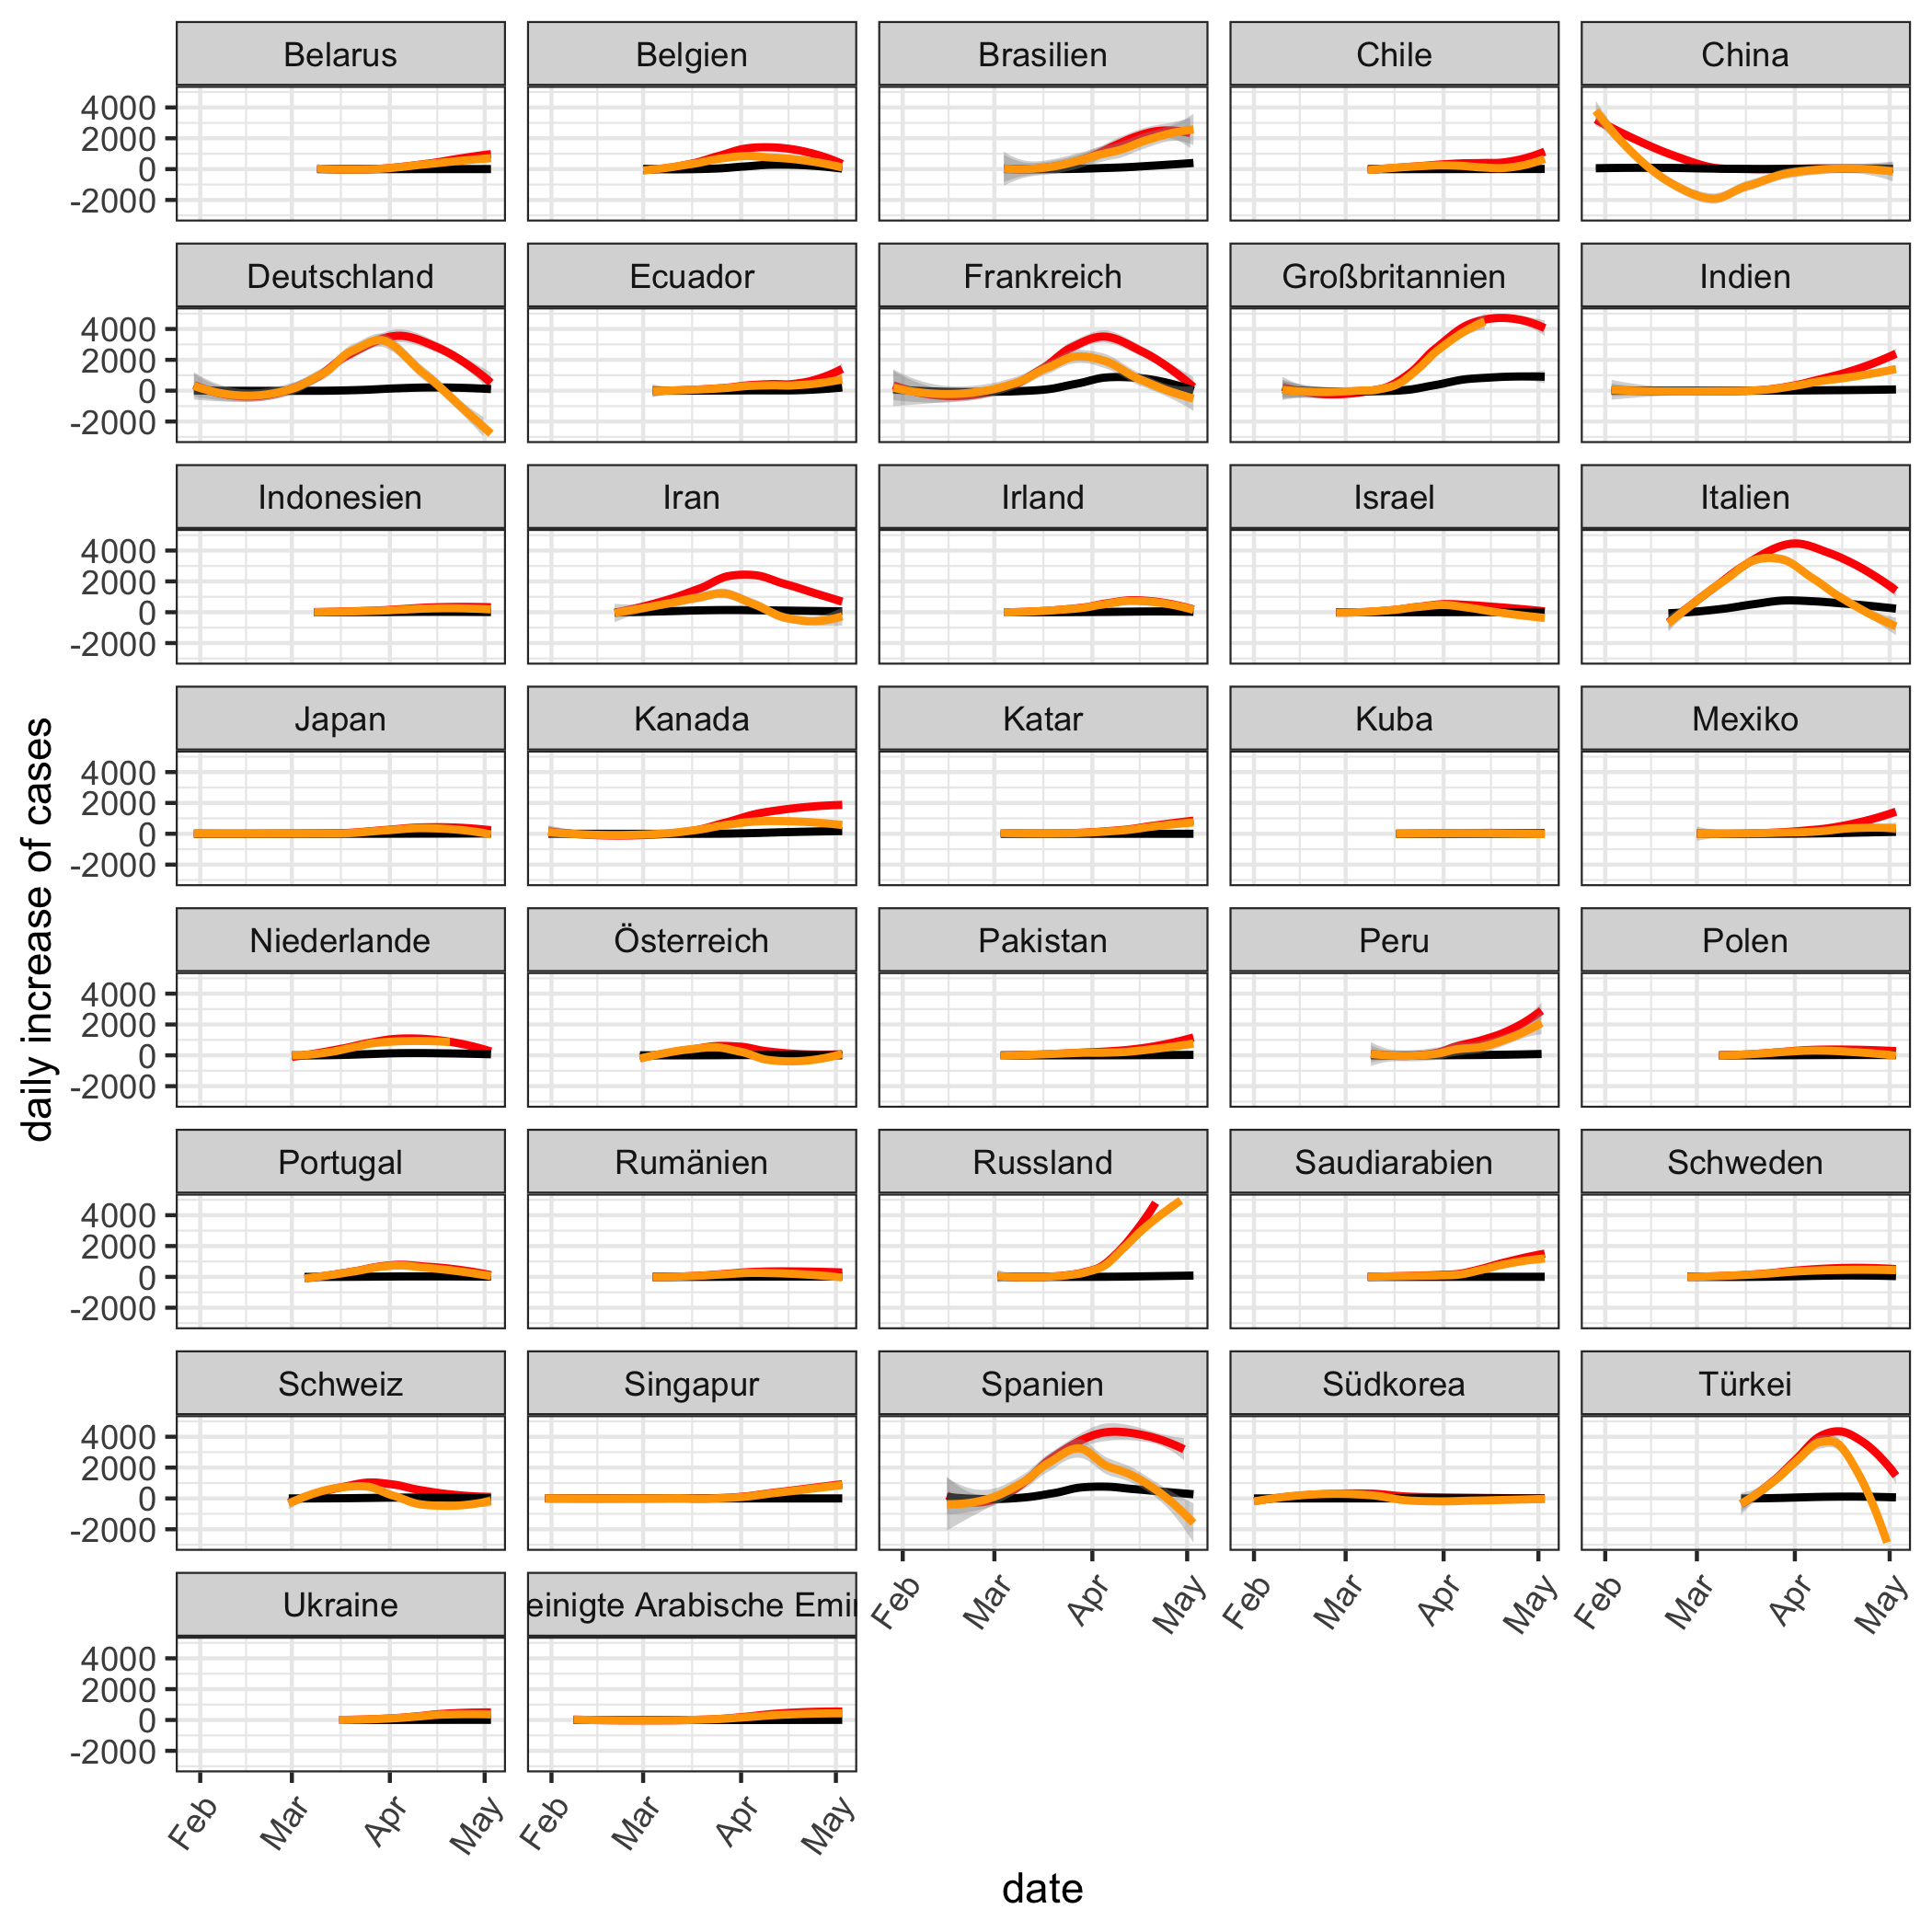 Belarus Belgien Brasilien Chile China
4000
2000
0
-2000
Deutschland Ecuador Frankreich Großbritannien Indien
4000
2000
0
-2000
Indonesien Iran Irland Israel Italien
4000
2000
0
-2000
Japan Kanada Katar Kuba Mexiko
4000
2000
0
-2000
Niederlande Österreich Pakistan Peru Polen
4000
2000
0
-2000
Portugal Rumänien Russland Saudiarabien Schweden
4000
2000
0
-2000
Schweiz Singapur Spanien Südkorea Türkei
4000
2000
0
-2000
Feb Mar Apr May Feb Mar Apr May Feb Mar Apr May
Ukraine einigte Arabische Emir
4000
2000
0
-2000
Feb Mar Apr May Feb Mar Apr May
date
daily increase of cases